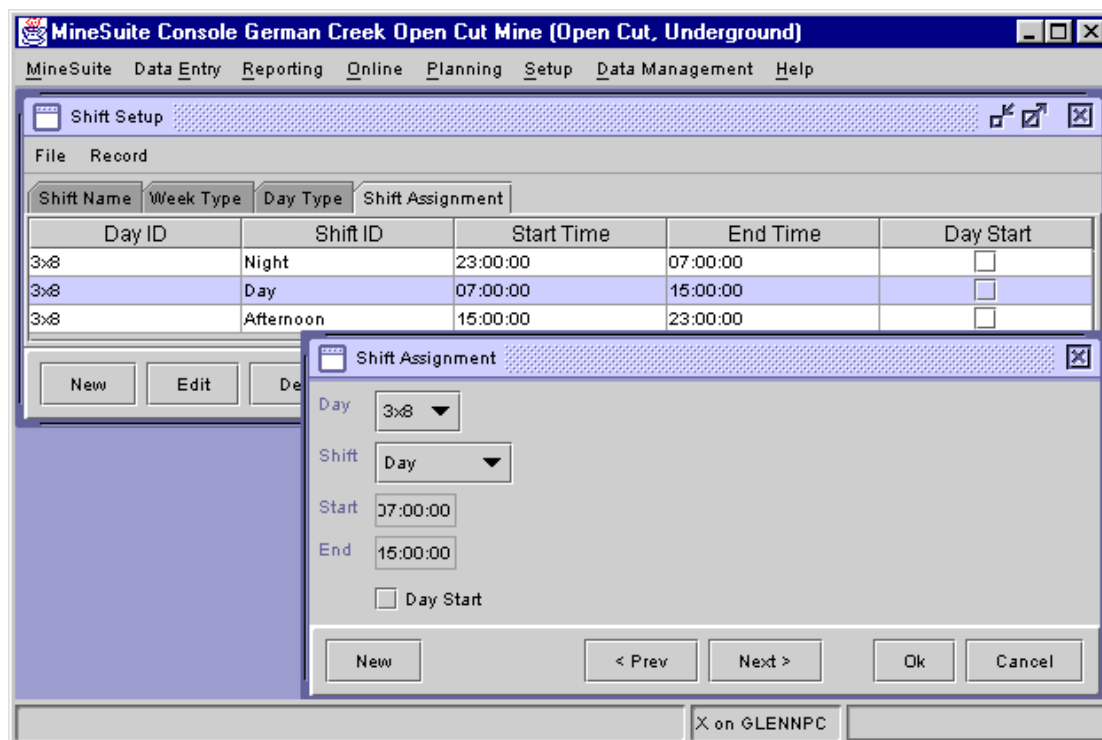 MineSuite Console German Creek Open Cut Mine (Open Cut, Underground)
MineSuite Data Entry Reporting Online Planning Setup Data Management Help
Shift Setup
File Record
Shift Name Week Type Day Type Shift Assignment
Day ID Shift ID Start Time End Time Day Start
3x8 Night 23:00:00 07:00:00
3x8 Day 07:00:00 15:00:00
3x8 Afternoon 15:00:00 23:00:00
New Edit De
Shift Assignment
Day 3x8
Shift Day
Start 07:00:00
End 15:00:00
Day Start
New < Prev Next > Ok Cancel
X on GLENNPC